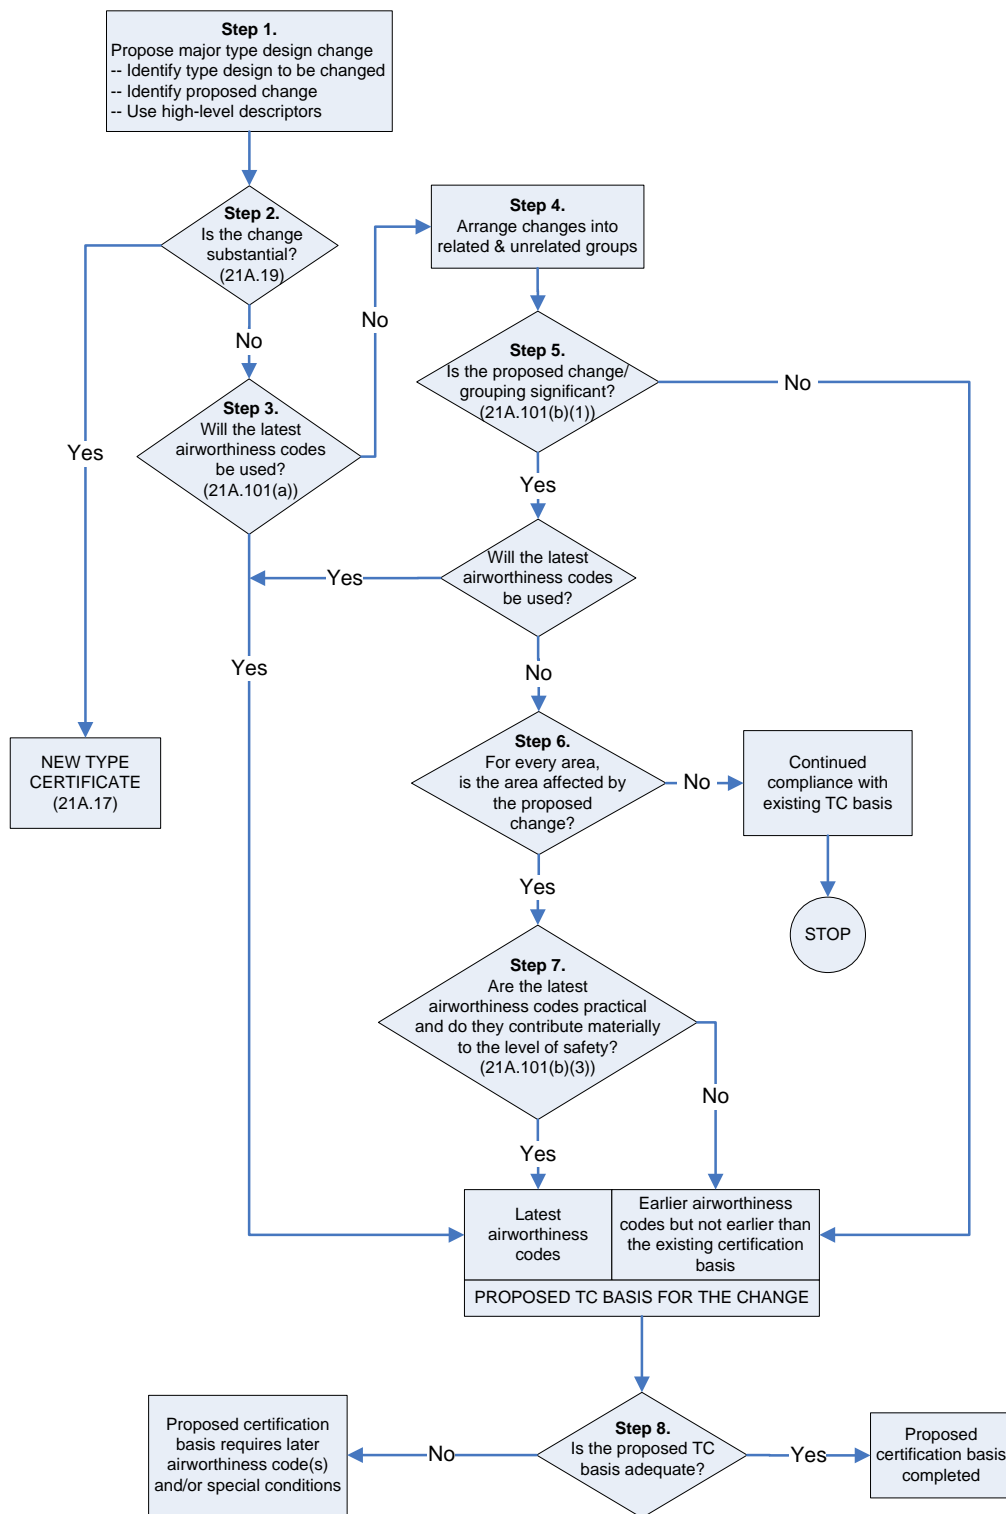 Step 1.
Propose major type design change
-- Identify type design to be changed
-- Identify proposed change
-- Use high-level descriptors
Step 2.
Is the change
substantial?
(21A.19)
No
Yes
Step 3.
Will the latest
airworthiness codes
be used?
(21A.101(a))
No
Yes
NEW TYPE
CERTIFICATE
(21A.17)
Step 4.
Arrange changes into
related & unrelated groups
Step 5.
Is the proposed change/
grouping significant?
(21A.101(b)(1))
No
Yes
Will the latest
airworthiness codes
be used?
Yes
No
Step 6.
For every area,
is the area affected by
the proposed
change?
No
Continued
compliance with
existing TC basis
STOP
Yes
Step 7.
Are the latest
airworthiness codes practical
and do they contribute materially
to the level of safety?
(21A.101(b)(3))
No
Yes
Latest
airworthiness
codes
Earlier airworthiness
codes but not earlier than
the existing certification
basis
PROPOSED TC BASIS FOR THE CHANGE
Step 8.
Is the proposed TC
basis adequate?
No
Proposed certification
basis requires later
airworthiness code(s)
and/or special conditions
Yes
Proposed
certification basis
completed